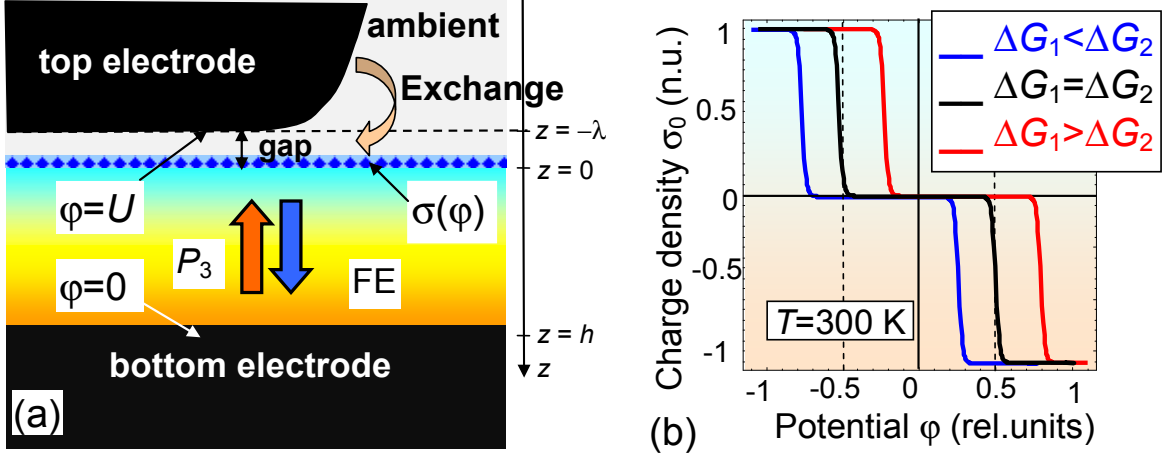 ambient
top electrode
Exchange
z = −λ
gap
z = 0
φ=U
σ(φ)
P3
φ=0
FE
z = h
bottom electrode
z
(a)
ΔG1<ΔG2
ΔG1=ΔG2
ΔG1>ΔG2
Charge density σ0 (n.u.)
1
0.5
0
-0.5
-1
T=300 K
-1
-0.5
0
0.5
1
Potential φ (rel.units)
(b)